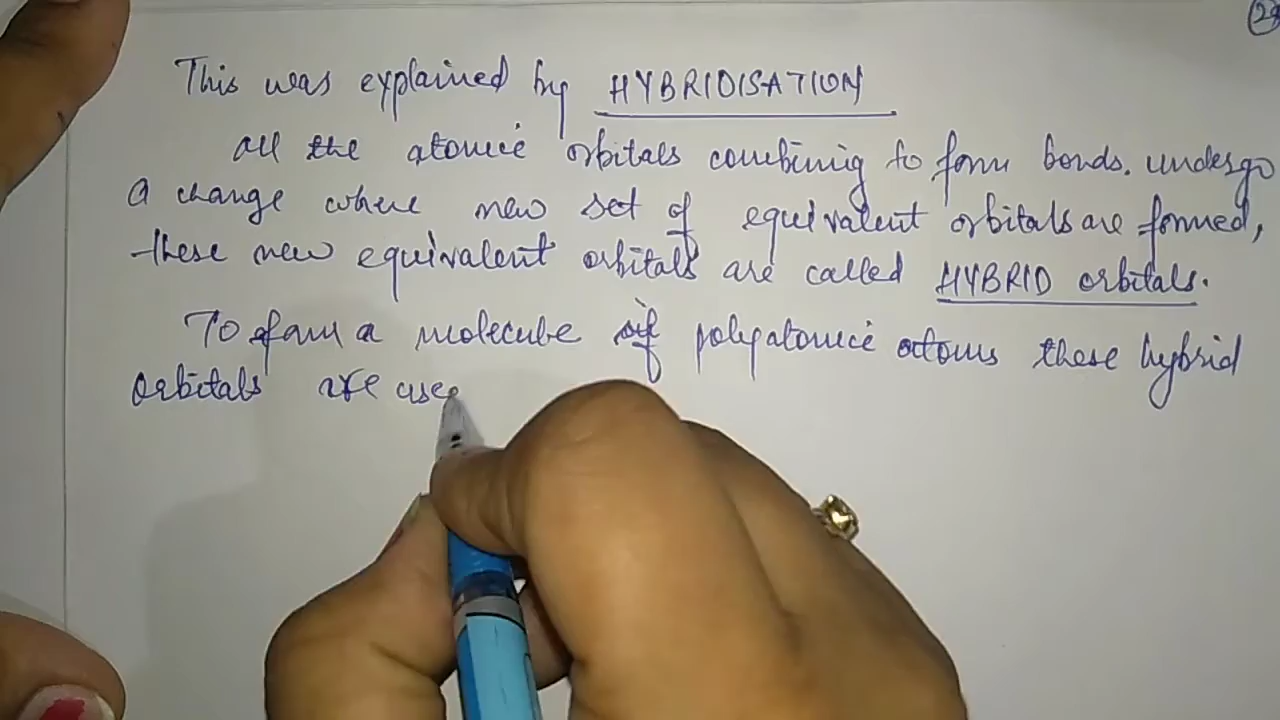 This was explained by HYBRIDISATION
all the atomic orbitals combining to form bonds. undergo
a change where new set of equivalent orbitals are formed,
these new equivalent orbitals are called HYBRID orbitals.
To form a molecule of polyatomic atoms these hybrid
orbitals are use